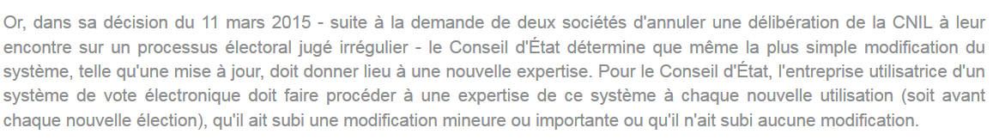 Or, dans sa décision du 11 mars 2015 - suite à la demande de deux sociétés d'annuler une délibération de la CNIL à leur
encontre sur un processus électoral jugé irrégulier - le Conseil d'État détermine que même la plus simple modification du
système, telle qu'une mise à jour, doit donner lieu à une nouvelle expertise. Pour le Conseil d'État, l'entreprise utilisatrice d'un
système de vote électronique doit faire procéder à une expertise de ce système à chaque nouvelle utilisation (soit avant
chaque nouvelle élection), qu'il ait subi une modification mineure ou importante ou qu'il n'ait subi aucune modification.